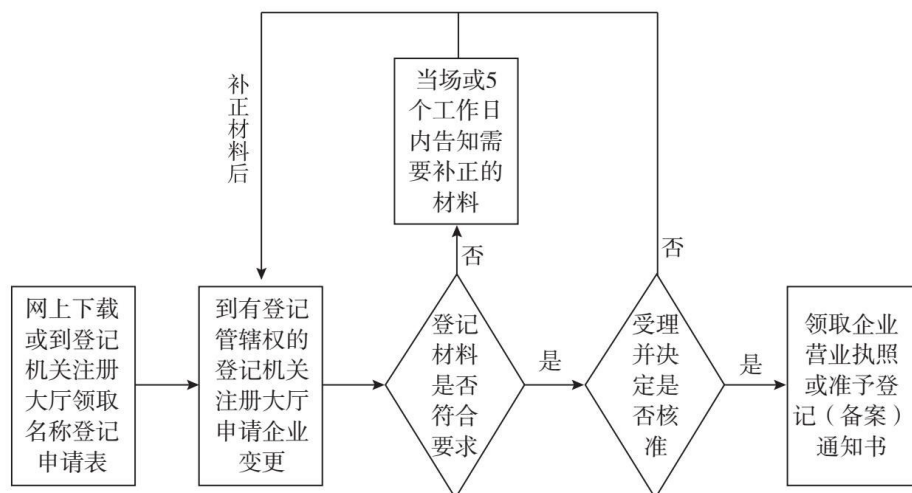 补正材料后
当场或5
个工作日
内告知需
要补正的
材料
否
否
网上下载
或到登记
机关注册
大厅领取
名称登记
申请表
到有登记
管辖权的
登记机关
注册大厅
申请企业
变更
登记
材料
是否
符合
要求
是
受理
并决
定是
否核
准
是
领取企业
营业执照
或准予登
记（备案）
通知书